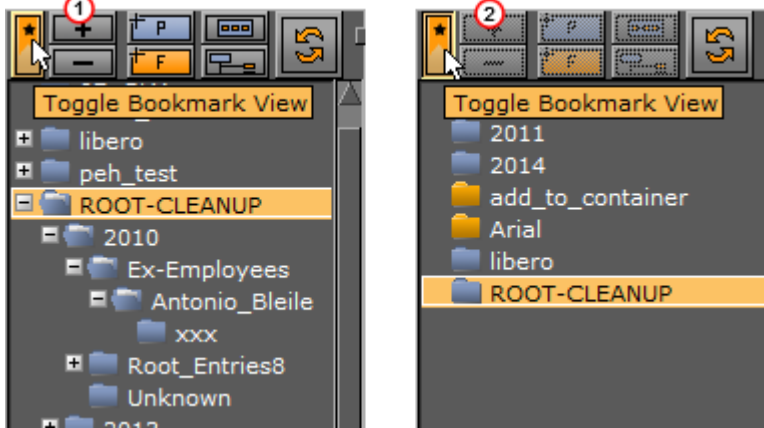 1
P
F
Toggle Bookmark View
libero
peh_test
ROOT-CLEANUP
2010
Ex-Employees
Antonio_Bleile
xxx
Root_Entries8
Unknown
2
P
F
Toggle Bookmark View
2011
2014
add_to_container
Arial
libero
ROOT-CLEANUP